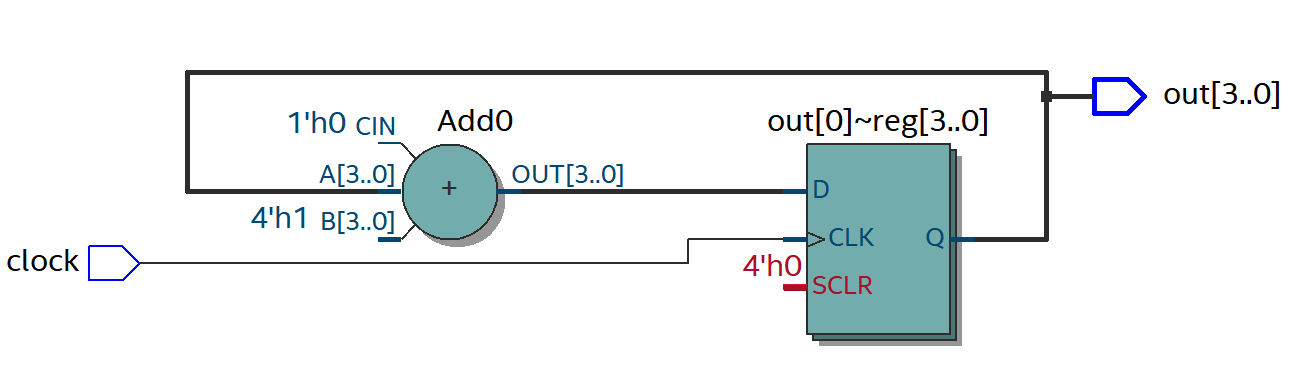 out[3..0]
1'h0 CIN Add0 out[0]~reg[3..0]
A[3..0] + OUT[3..0] D
4'h1 B[3..0] CLK Q
clock 4'h0 SCLR